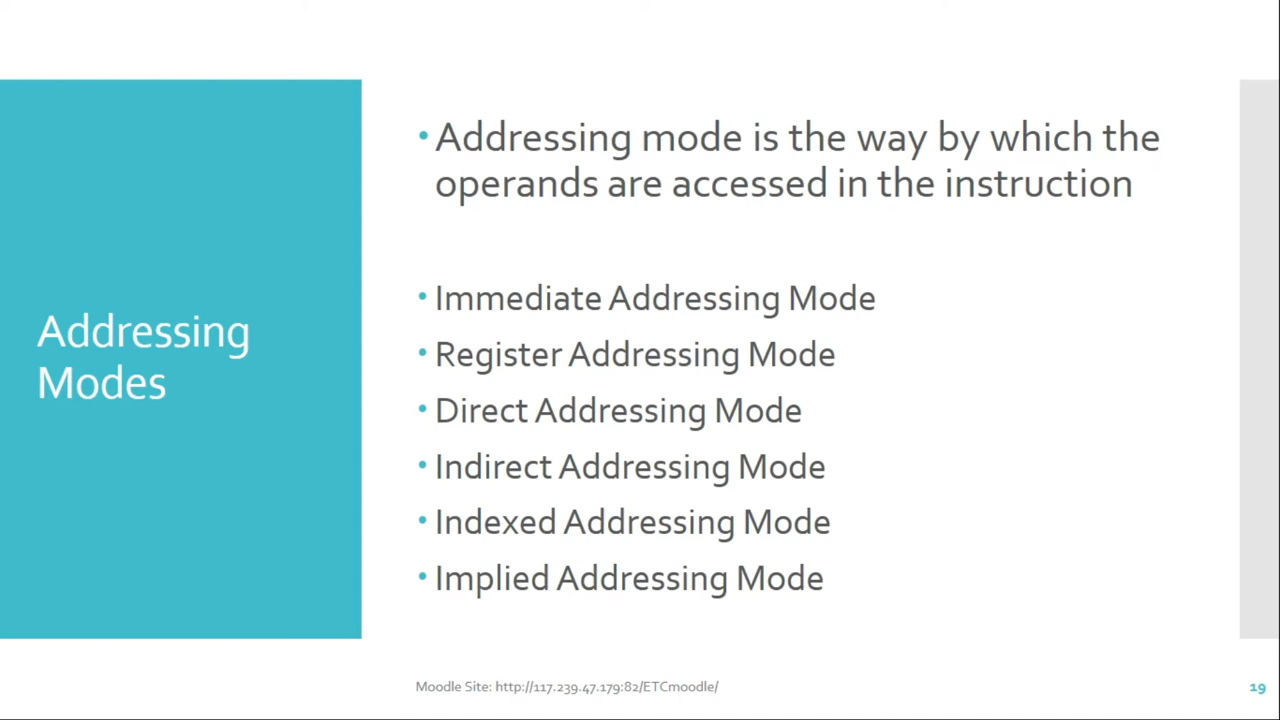 Addressing
Modes
• Addressing mode is the way by which the
operands are accessed in the instruction
• Immediate Addressing Mode
• Register Addressing Mode
• Direct Addressing Mode
• Indirect Addressing Mode
• Indexed Addressing Mode
• Implied Addressing Mode
Moodle Site: http://117.239.47.179:82/ETCmoodle/
19